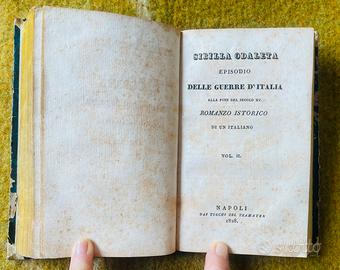 SIBILLA ODALETA
EPISODIO
DELLE GUERRE D'ITALIA
ALLA FINE DEL SECOLO XV.
ROMANZO ISTORICO
DI UN ITALIANO
VOL. II.
NAPOLI
DAI TORCHI DEL TRAMATER
1828.
subito